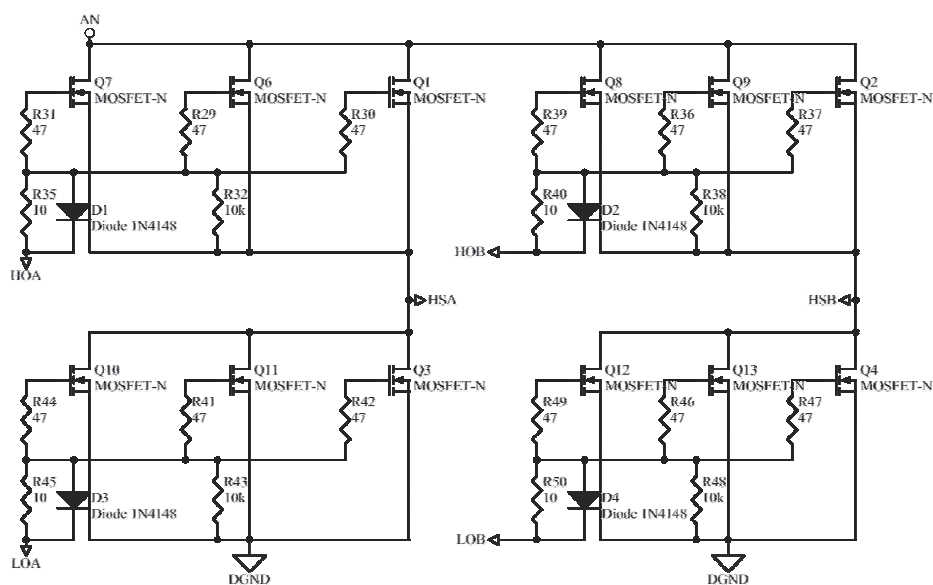 AN
Q7
MOSFET-N
Q6
MOSFET-N
Q1
MOSFET-N
Q8
MOSFET-N
Q9
MOSFET-N
Q2
MOSFET-N
R31
47
R29
47
R30
47
R39
47
R36
47
R37
47
R35
10
D1
Diode 1N4148
R32
10k
R40
10
D2
Diode 1N4148
R38
10k
HOA
HOB
HSA
HSB
Q10
MOSFET-N
Q11
MOSFET-N
Q3
MOSFET-N
Q12
MOSFET-N
Q13
MOSFET-N
Q4
MOSFET-N
R44
47
R41
47
R42
47
R49
47
R46
47
R47
47
R45
10
D3
Diode 1N4148
R43
10k
R50
10
D4
Diode 1N4148
R48
10k
LOA
LOB
DGND
DGND